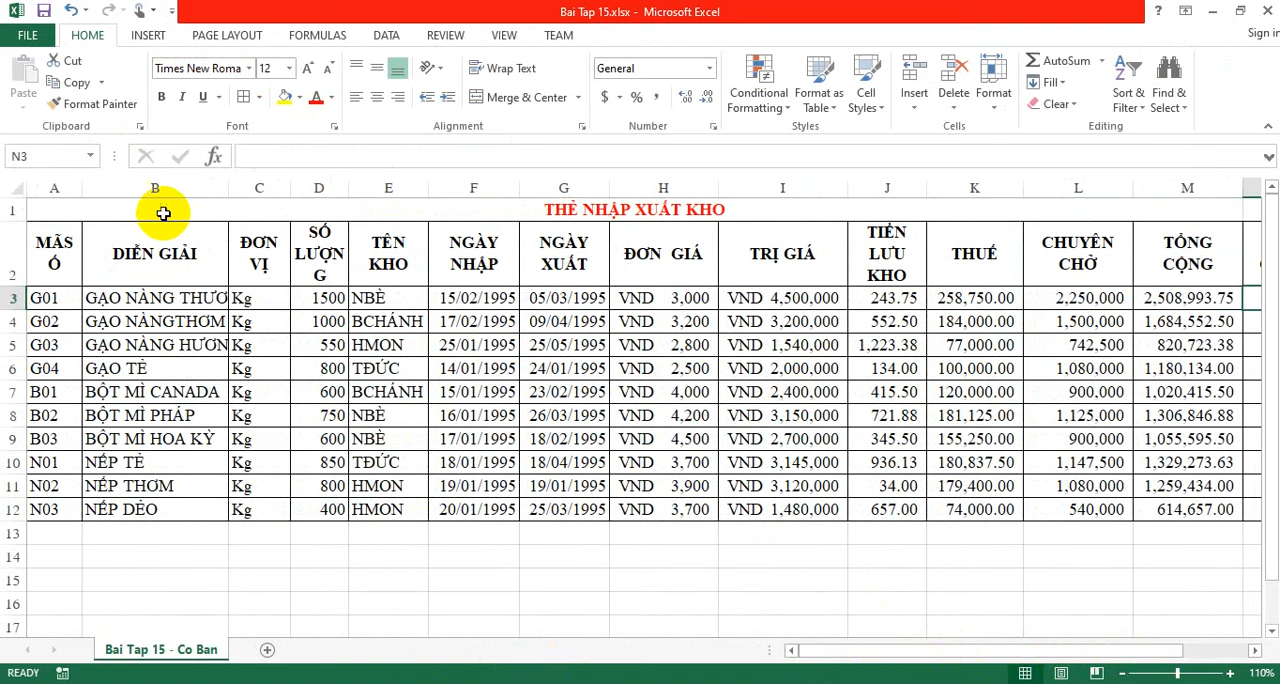 Bai Tap 15.xlsx - Microsoft Excel
?
FILE HOME INSERT PAGE LAYOUT FORMULAS DATA REVIEW VIEW TEAM Sign in
Paste Cut Copy Format Painter
Clipboard
Times New Roma 12
B I U A
Font
Wrap Text
Merge & Center
Alignment
General
$ % ,
Number
Conditional Formatting Format as Table Cell Styles
Styles
Insert Delete Format
Cells
AutoSum Fill Clear
Sort & Filter Find & Select
Editing
N3 fx
A B C D E F G H I J K L M
1 THẺ NHẬP XUẤT KHO
2 MÃSỐ DIỄN GIẢI ĐƠN VỊ SỐ LƯỢNG TÊN KHO NGÀY NHẬP NGÀY XUẤT ĐƠN GIÁ TRỊ GIÁ TIỀN LƯU KHO THUẾ CHUYÊN CHỞ TỔNG CỘNG
3 G01 GẠO NÀNG THƯƠ Kg 1500 NBÈ 15/02/1995 05/03/1995 VND 3,000 VND 4,500,000 243.75 258,750.00 2,250,000 2,508,993.75
4 G02 GẠO NÀNGTHƠM Kg 1000 BCHÁNH 17/02/1995 09/04/1995 VND 3,200 VND 3,200,000 552.50 184,000.00 1,500,000 1,684,552.50
5 G03 GẠO NÀNG HƯƠN Kg 550 HMON 25/01/1995 25/05/1995 VND 2,800 VND 1,540,000 1,223.38 77,000.00 742,500 820,723.38
6 G04 GẠO TẺ Kg 800 TĐỨC 14/01/1995 24/01/1995 VND 2,500 VND 2,000,000 134.00 100,000.00 1,080,000 1,180,134.00
7 B01 BỘT MÌ CANADA Kg 600 BCHÁNH 15/01/1995 23/02/1995 VND 4,000 VND 2,400,000 415.50 120,000.00 900,000 1,020,415.50
8 B02 BỘT MÌ PHÁP Kg 750 NBÈ 16/01/1995 26/03/1995 VND 4,200 VND 3,150,000 721.88 181,125.00 1,125,000 1,306,846.88
9 B03 BỘT MÌ HOA KỲ Kg 600 NBÈ 17/01/1995 18/02/1995 VND 4,500 VND 2,700,000 345.50 155,250.00 900,000 1,055,595.50
10 N01 NẾP TẺ Kg 850 TĐỨC 18/01/1995 18/04/1995 VND 3,700 VND 3,145,000 936.13 180,837.50 1,147,500 1,329,273.63
11 N02 NẾP THƠM Kg 800 HMON 19/01/1995 19/01/1995 VND 3,900 VND 3,120,000 34.00 179,400.00 1,080,000 1,259,434.00
12 N03 NẾP DẺO Kg 400 HMON 20/01/1995 25/03/1995 VND 3,700 VND 1,480,000 657.00 74,000.00 540,000 614,657.00
13
14
15
16
17
Bai Tap 15 - Co Ban
READY 110%